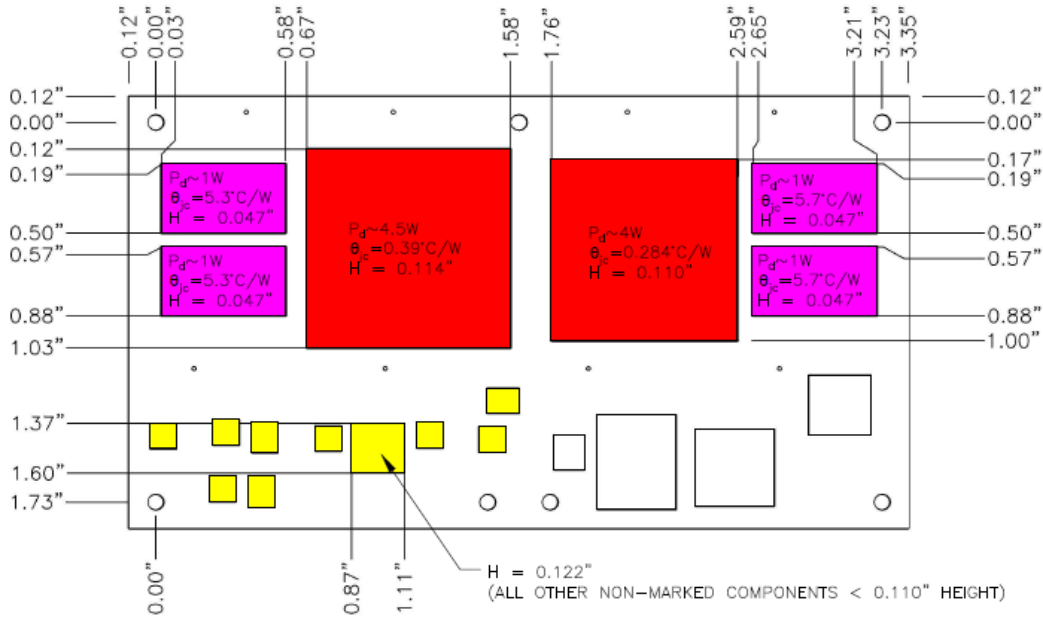 0.12”
0.00”
0.03”
0.58”
0.67”
1.58”
1.76”
2.59”
2.65”
3.21”
3.23”
3.35”
0.12”
0.00”
0.12”
0.19”
0.50”
0.57”
0.88”
1.03”
1.37”
1.60”
1.73”
0.12”
0.00”
0.17”
0.19”
0.50”
0.57”
0.88”
1.00”
Pd~1W
θjc=5.3°C/W
H = 0.047”
Pd~1W
θjc=5.3°C/W
H = 0.047”
Pd~4.5W
θjc=0.39°C/W
H = 0.114”
Pd~4W
θjc=0.284°C/W
H = 0.110”
Pd~1W
θjc=5.7°C/W
H = 0.047”
Pd~1W
θjc=5.7°C/W
H = 0.047”
0.00”
0.87”
1.11”
H = 0.122”
(ALL OTHER NON–MARKED COMPONENTS < 0.110” HEIGHT)